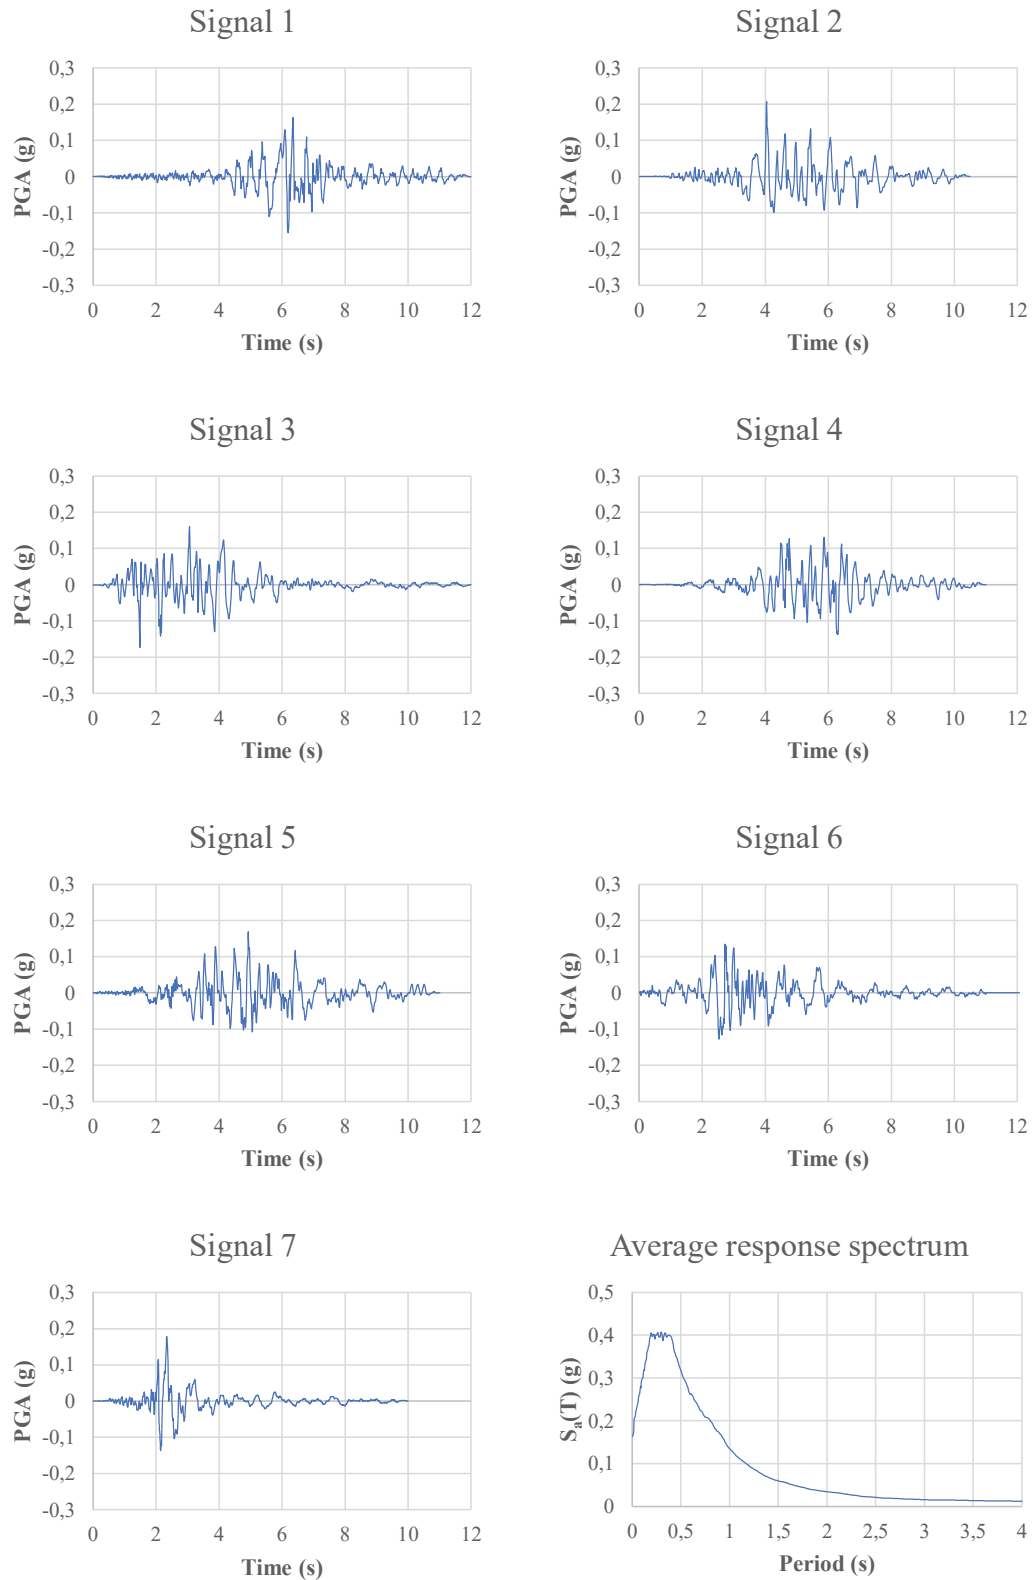 Signal 1
0,3
0,2
0,1
0
-0,1
-0,2
-0,3
PGA (g)
0 2 4 6 8 10 12
Time (s)
Signal 2
0,3
0,2
0,1
0
-0,1
-0,2
-0,3
PGA (g)
0 2 4 6 8 10 12
Time (s)
Signal 3
0,3
0,2
0,1
0
-0,1
-0,2
-0,3
PGA (g)
0 2 4 6 8 10 12
Time (s)
Signal 4
0,3
0,2
0,1
0
-0,1
-0,2
-0,3
PGA (g)
0 2 4 6 8 10 12
Time (s)
Signal 5
0,3
0,2
0,1
0
-0,1
-0,2
-0,3
PGA (g)
0 2 4 6 8 10 12
Time (s)
Signal 6
0,3
0,2
0,1
0
-0,1
-0,2
-0,3
PGA (g)
0 2 4 6 8 10 12
Time (s)
Signal 7
0,3
0,2
0,1
0
-0,1
-0,2
-0,3
PGA (g)
0 2 4 6 8 10 12
Time (s)
Average response spectrum
0,5
0,4
0,3
0,2
0,1
0
Sₐ(T) (g)
0 0,5 1 1,5 2 2,5 3 3,5 4
Period (s)